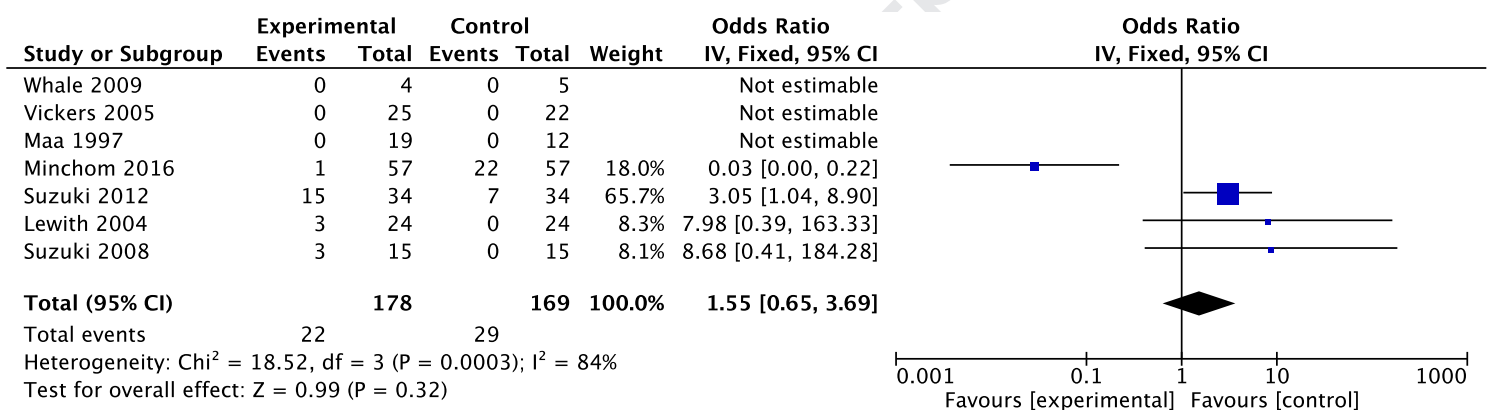 Experimental Control Odds Ratio Odds Ratio
Study or Subgroup Events Total Events Total Weight IV, Fixed, 95% CI IV, Fixed, 95% CI
Whale 2009 0 4 0 5 Not estimable
Vickers 2005 0 25 0 22 Not estimable
Maa 1997 0 19 0 12 Not estimable
Minchom 2016 1 57 22 57 18.0% 0.03 [0.00, 0.22]
Suzuki 2012 15 34 7 34 65.7% 3.05 [1.04, 8.90]
Lewith 2004 3 24 0 24 8.3% 7.98 [0.39, 163.33]
Suzuki 2008 3 15 0 15 8.1% 8.68 [0.41, 184.28]
Total (95% CI) 178 169 100.0% 1.55 [0.65, 3.69]
Total events 22 29
Heterogeneity: Chi² = 18.52, df = 3 (P = 0.0003); I² = 84%
Test for overall effect: Z = 0.99 (P = 0.32)
0.001 0.1 1 10 1000
Favours [experimental] Favours [control]